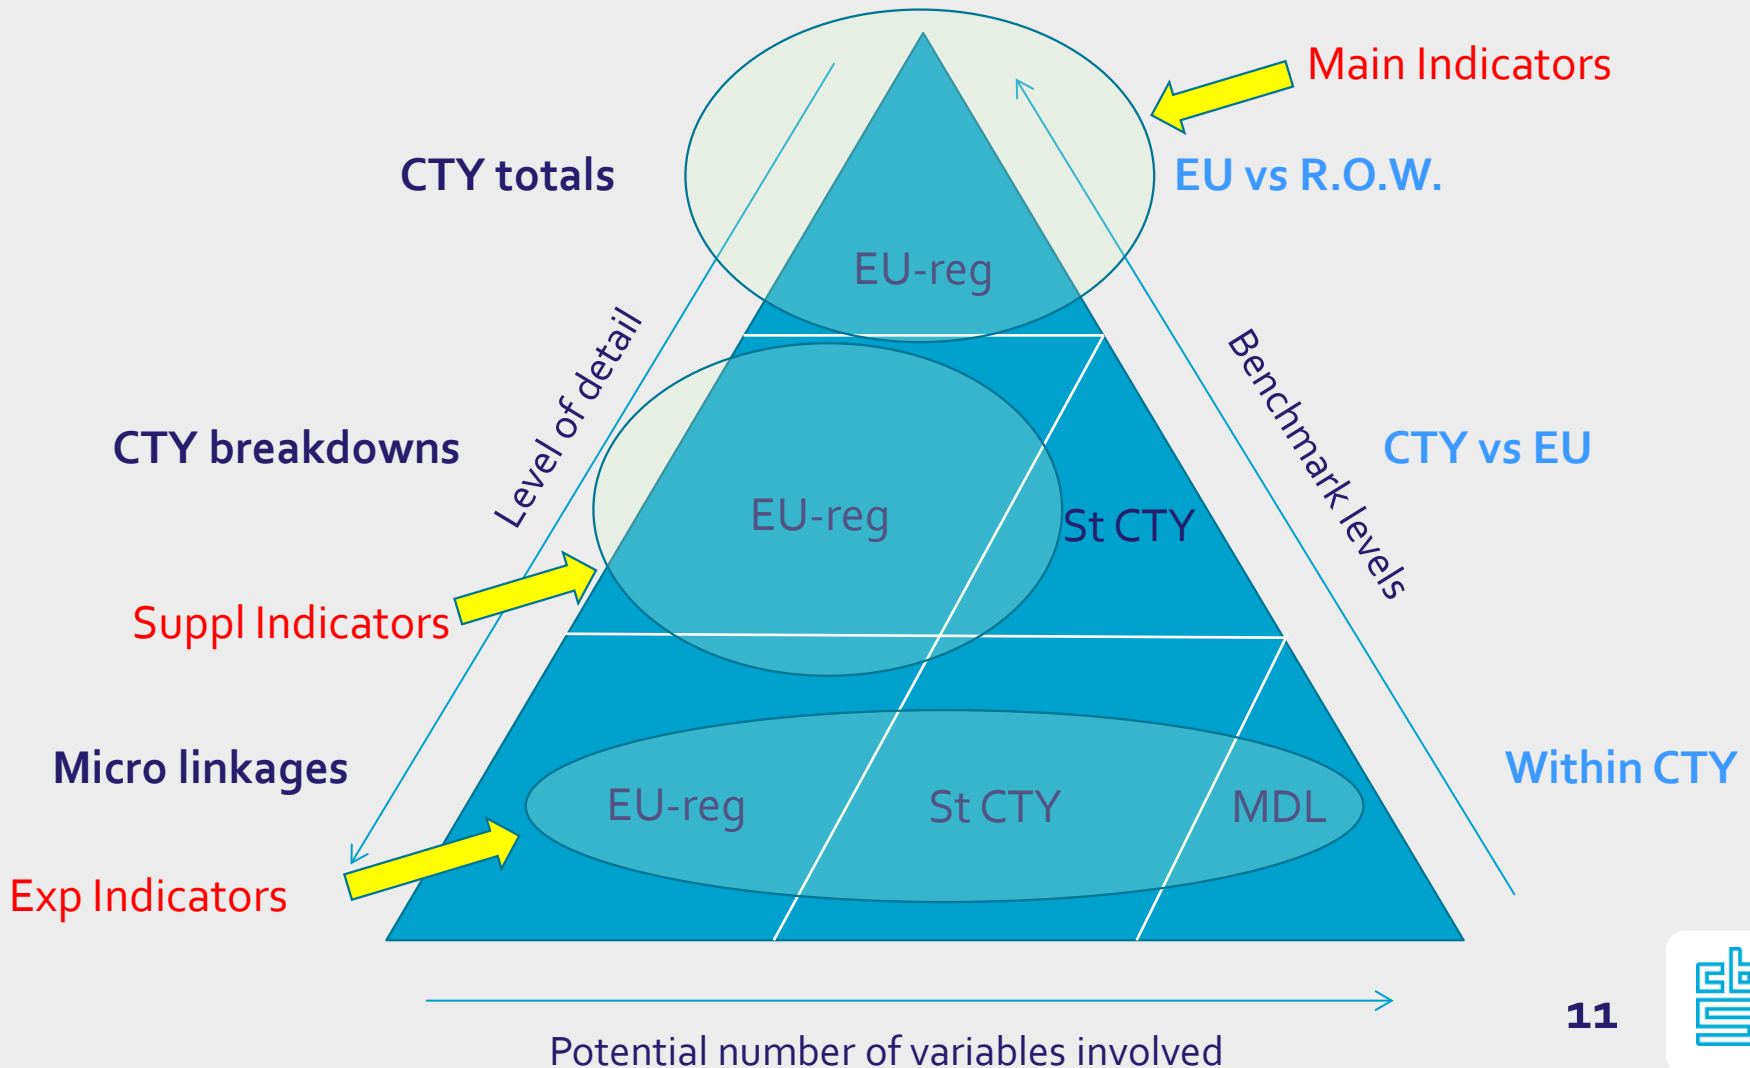 Main Indicators
CTY totals
EU vs R.O.W.
EU-reg
Level of detail
Benchmark levels
CTY breakdowns
CTY vs EU
EU-reg
St CTY
Suppl Indicators
Micro linkages
Within CTY
EU-reg
St CTY
MDL
Exp Indicators
11
Potential number of variables involved